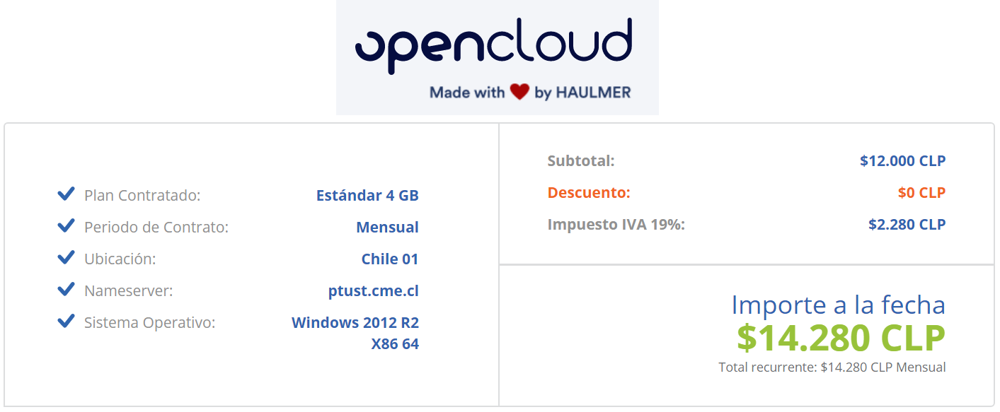 opencloud
Made with by HAULMER
Plan Contratado: Estándar 4 GB
Periodo de Contrato: Mensual
Ubicación: Chile 01
Nameserver: ptust.cme.cl
Sistema Operativo: Windows 2012 R2
X86 64
Subtotal: $12.000 CLP
Descuento: $0 CLP
Impuesto IVA 19%: $2.280 CLP
Importe a la fecha
$14.280 CLP
Total recurrente: $14.280 CLP Mensual